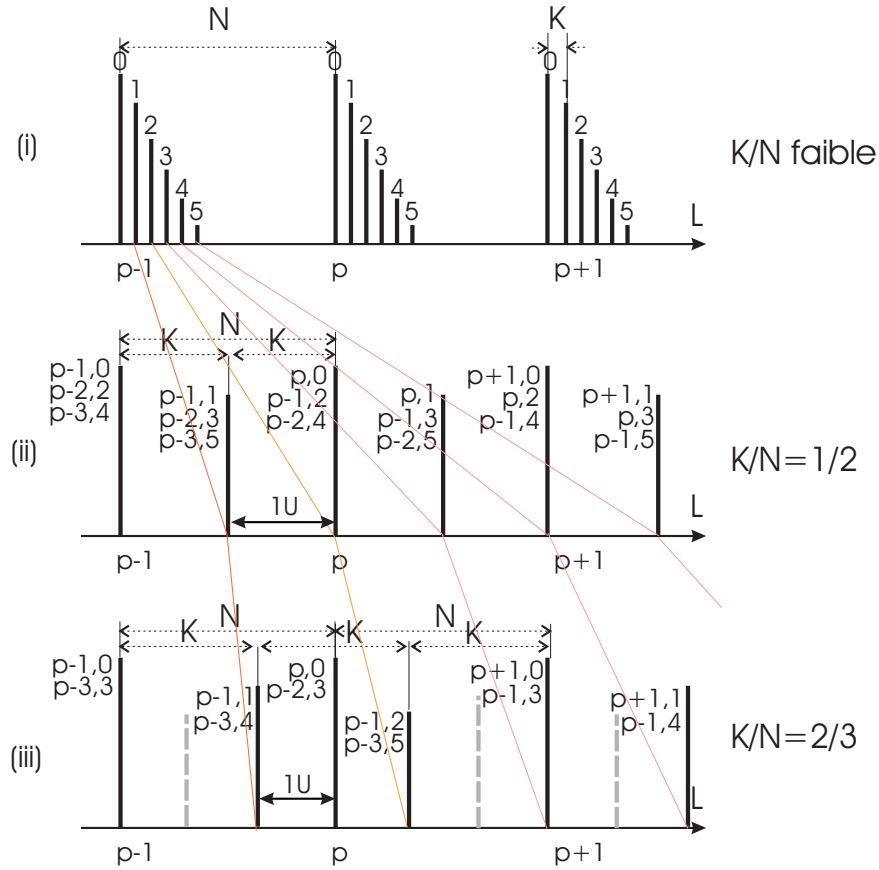 N
K
0
0
0
1
1
1
2
2
2
(i)
K/N faible
3
3
3
4
4
4
5
5
5
L
p-1
p
p+1
N
K
K
p-1,0
p-2,2
p-3,4
p-1,1
p-2,3
p-3,5
p,0
p-1,2
p-2,4
p,1
p-1,3
p-2,5
p+1,0
p,2
p-1,4
p+1,1
p,3
p-1,5
(ii)
K/N=1/2
1U
L
p-1
p
p+1
N
N
K
K
K
p-1,0
p-3,3
p-1,1
p-3,4
p,0
p-2,3
p-1,2
p-3,5
p+1,0
p-1,3
p+1,1
p-1,4
(iii)
K/N=2/3
1U
L
p-1
p
p+1